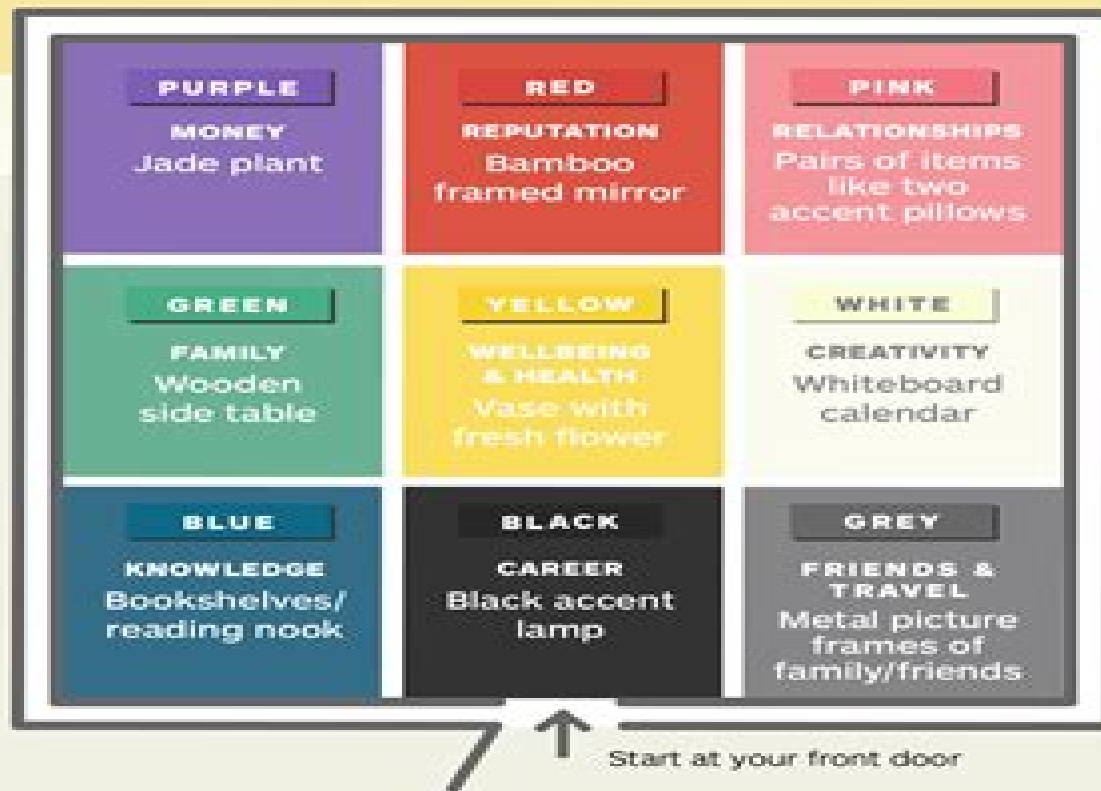 PURPLE
MONEY
Jade plant
RED
REPUTATION
Bamboo
framed mirror
PINK
RELATIONSHIPS
Pairs of items
like two
accent pillows
GREEN
FAMILY
Wooden
side table
YELLOW
WELLBEING
& HEALTH
Vase with
fresh flower
WHITE
CREATIVITY
Whiteboard
calendar
BLUE
KNOWLEDGE
Bookshelves/
reading nook
BLACK
CAREER
Black accent
lamp
GREY
FRIENDS &
TRAVEL
Metal picture
frames of
family/friends
Start at your front door